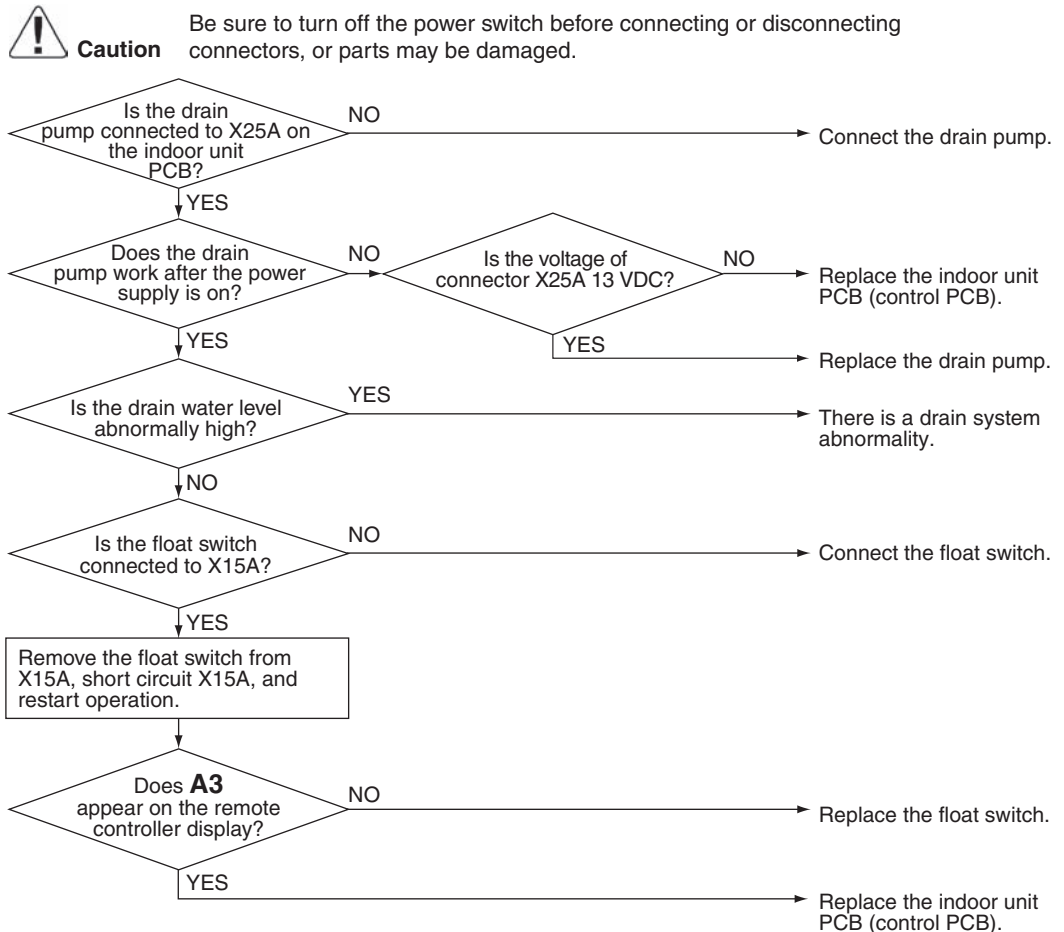 Be sure to turn off the power switch before connecting or disconnecting
Caution connectors, or parts may be damaged.
Is the drain
pump connected to X25A on
the indoor unit
PCB?
NO
Connect the drain pump.
YES
Does the drain
pump work after the power
supply is on?
NO
Is the voltage of
connector X25A 13 VDC?
NO
Replace the indoor unit
PCB (control PCB).
YES
Replace the drain pump.
YES
Is the drain water level
abnormally high?
YES
There is a drain system
abnormality.
NO
Is the float switch
connected to X15A?
NO
Connect the float switch.
YES
Remove the float switch from
X15A, short circuit X15A, and
restart operation.
Does A3
appear on the remote
controller display?
NO
Replace the float switch.
YES
Replace the indoor unit
PCB (control PCB).